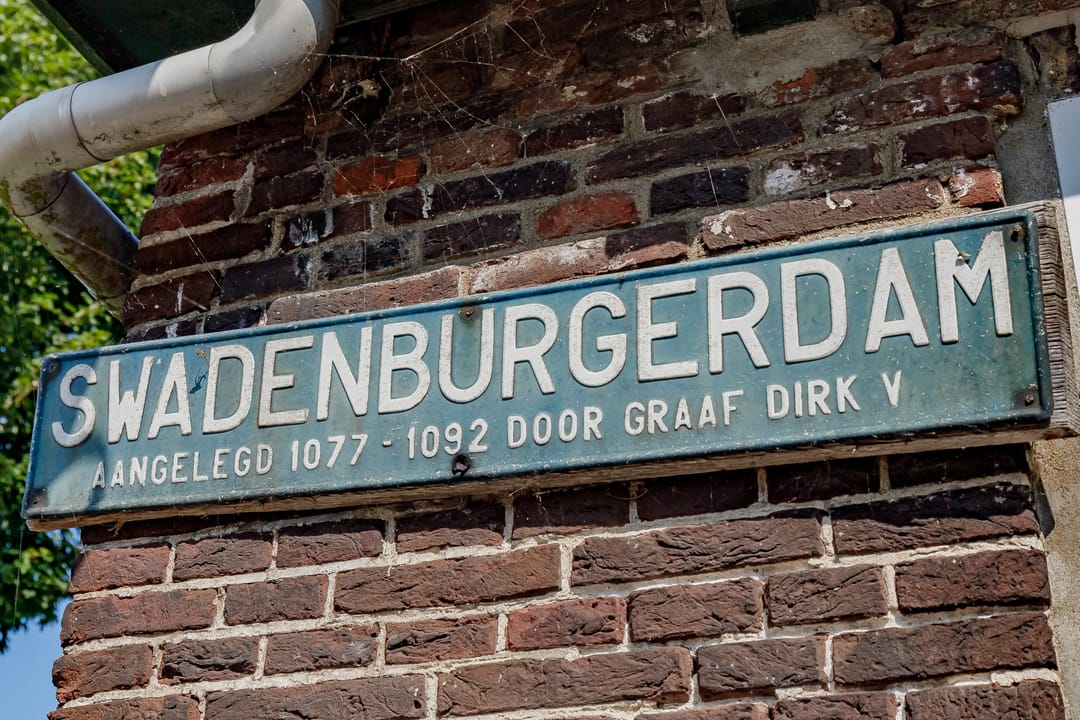 SWADENBURGERDAM
AANGELEGD 1077 - 1092 DOOR GRAAF DIRK V